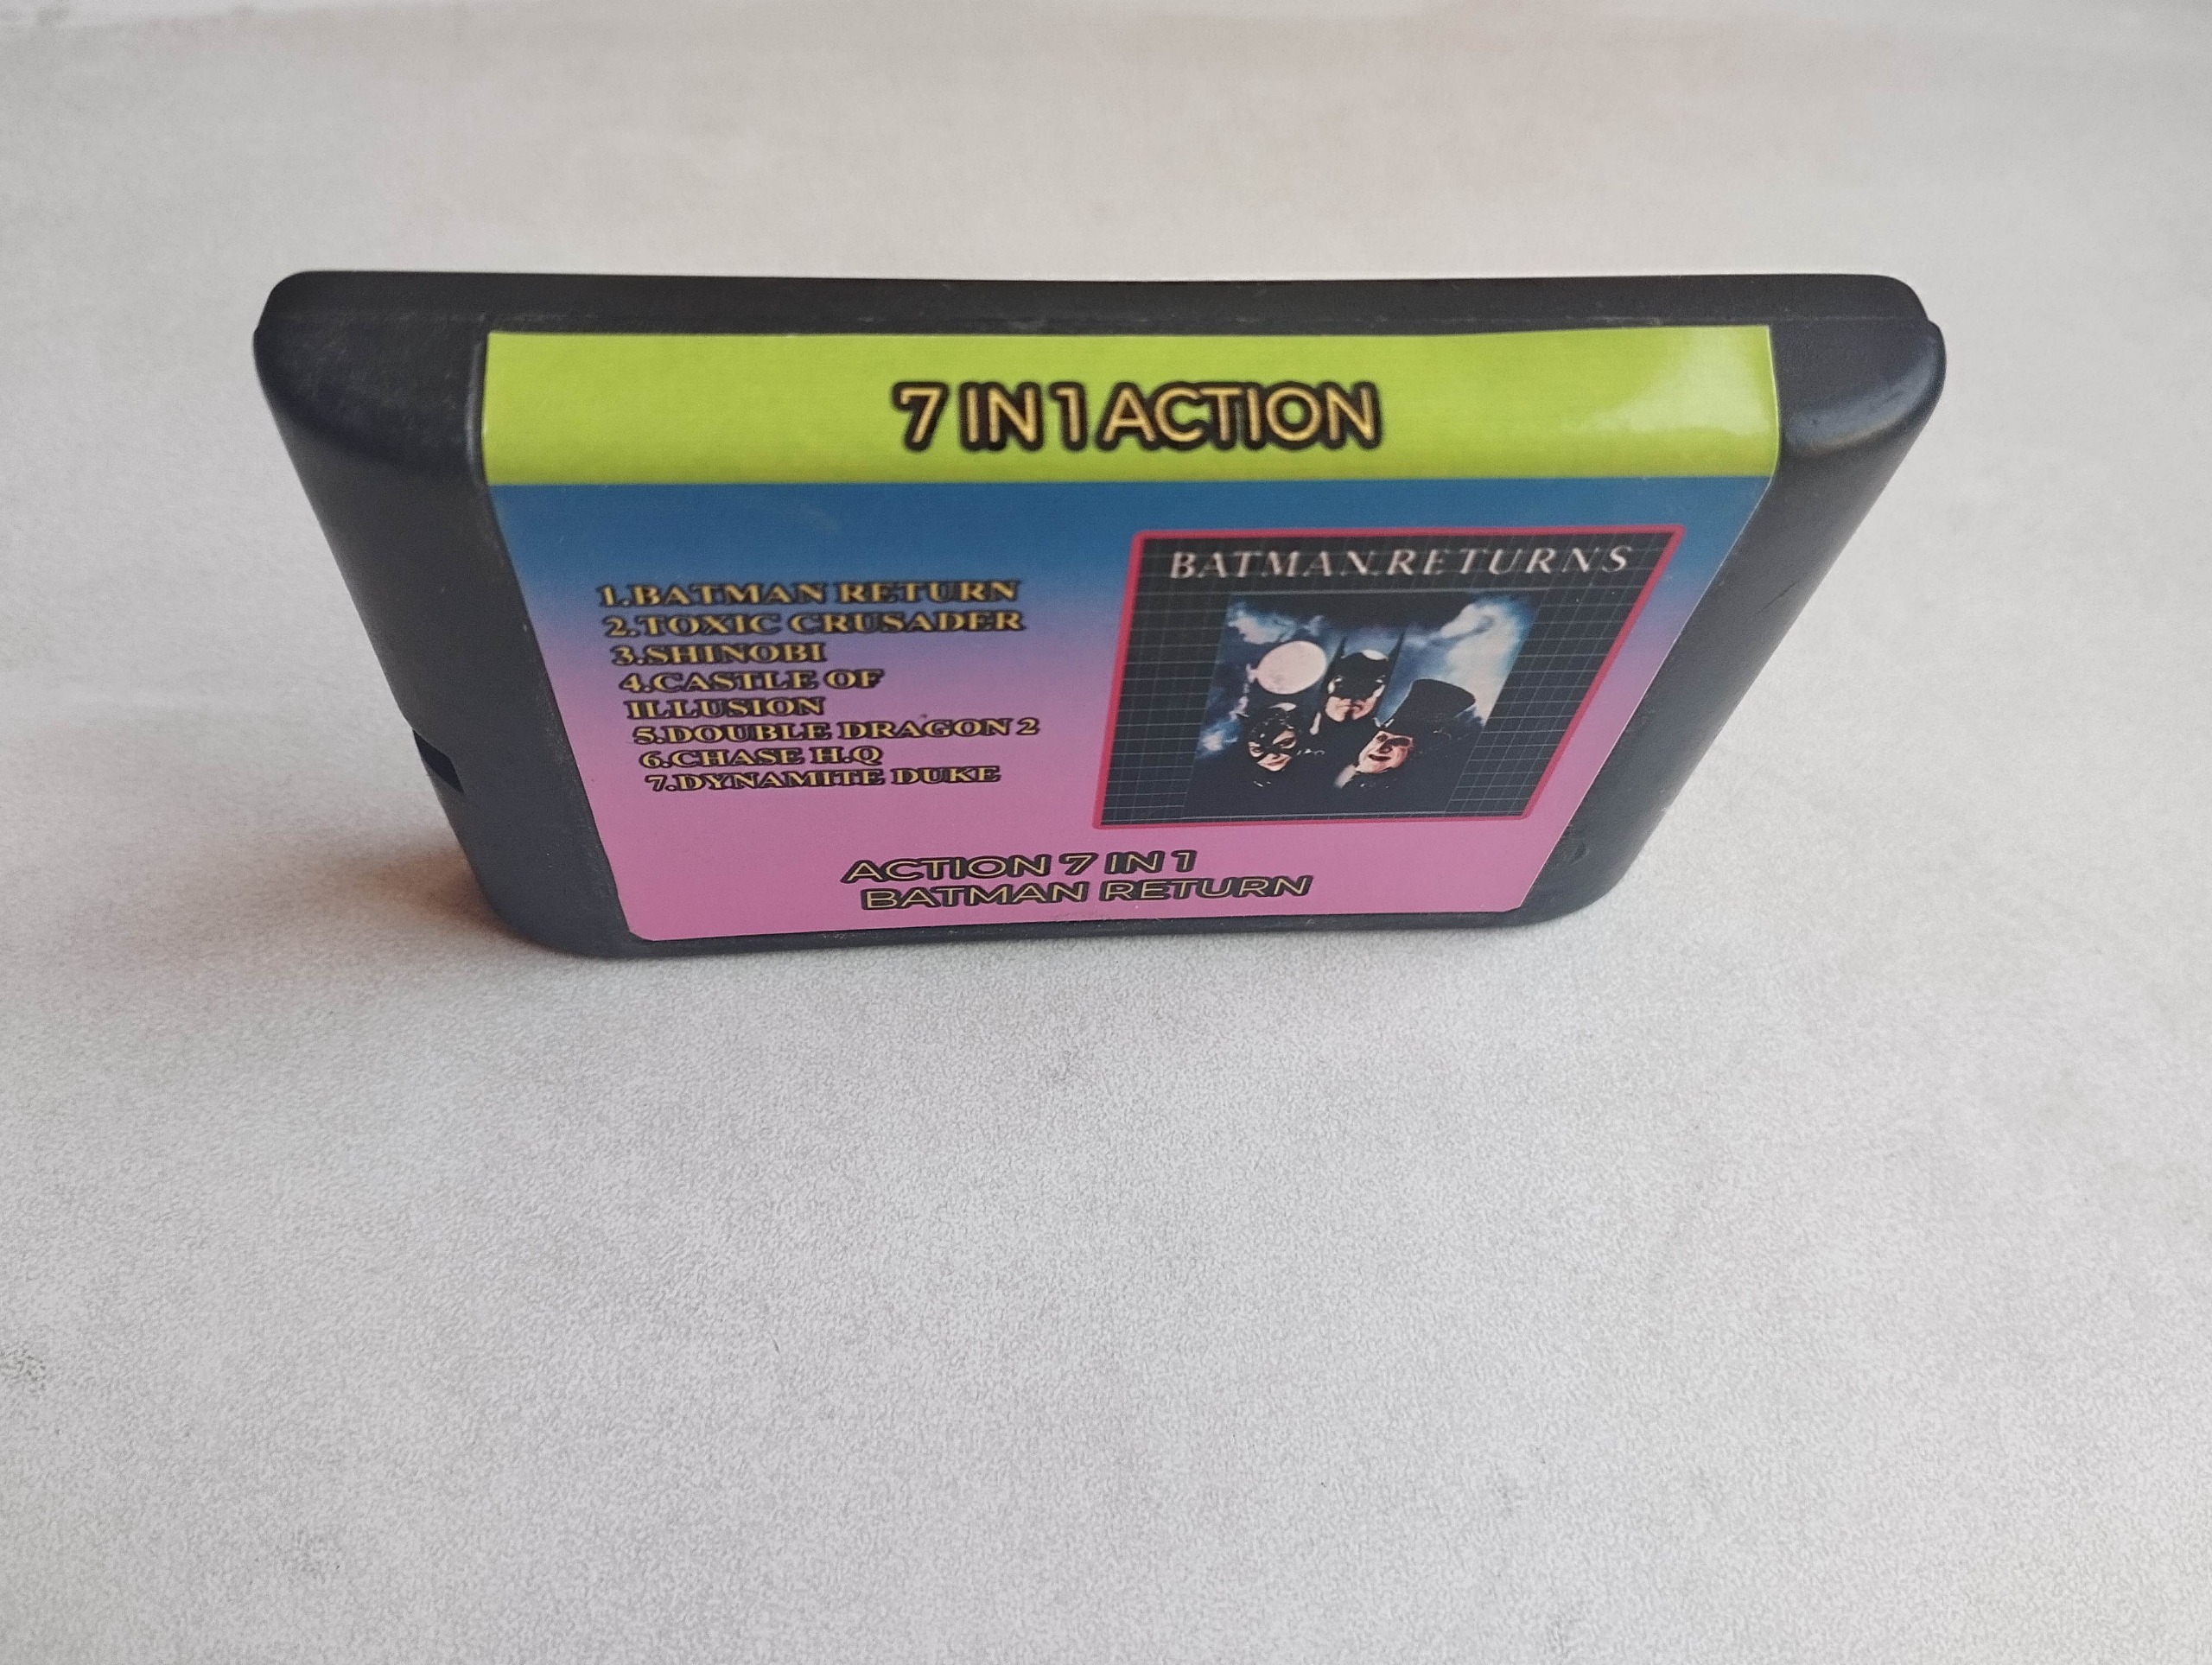 7 IN 1 ACTION
1.BATMAN RETURN
2.TOXIC CRUSADER
3.SHINOBI
4.CASTLE OF
ILLUSION
5.DOUBLE DRAGON 2
6.CHASE H.Q
7.DYNAMITE DUKE
BATMAN RETURNS
ACTION 7 IN 1
BATMAN RETURN